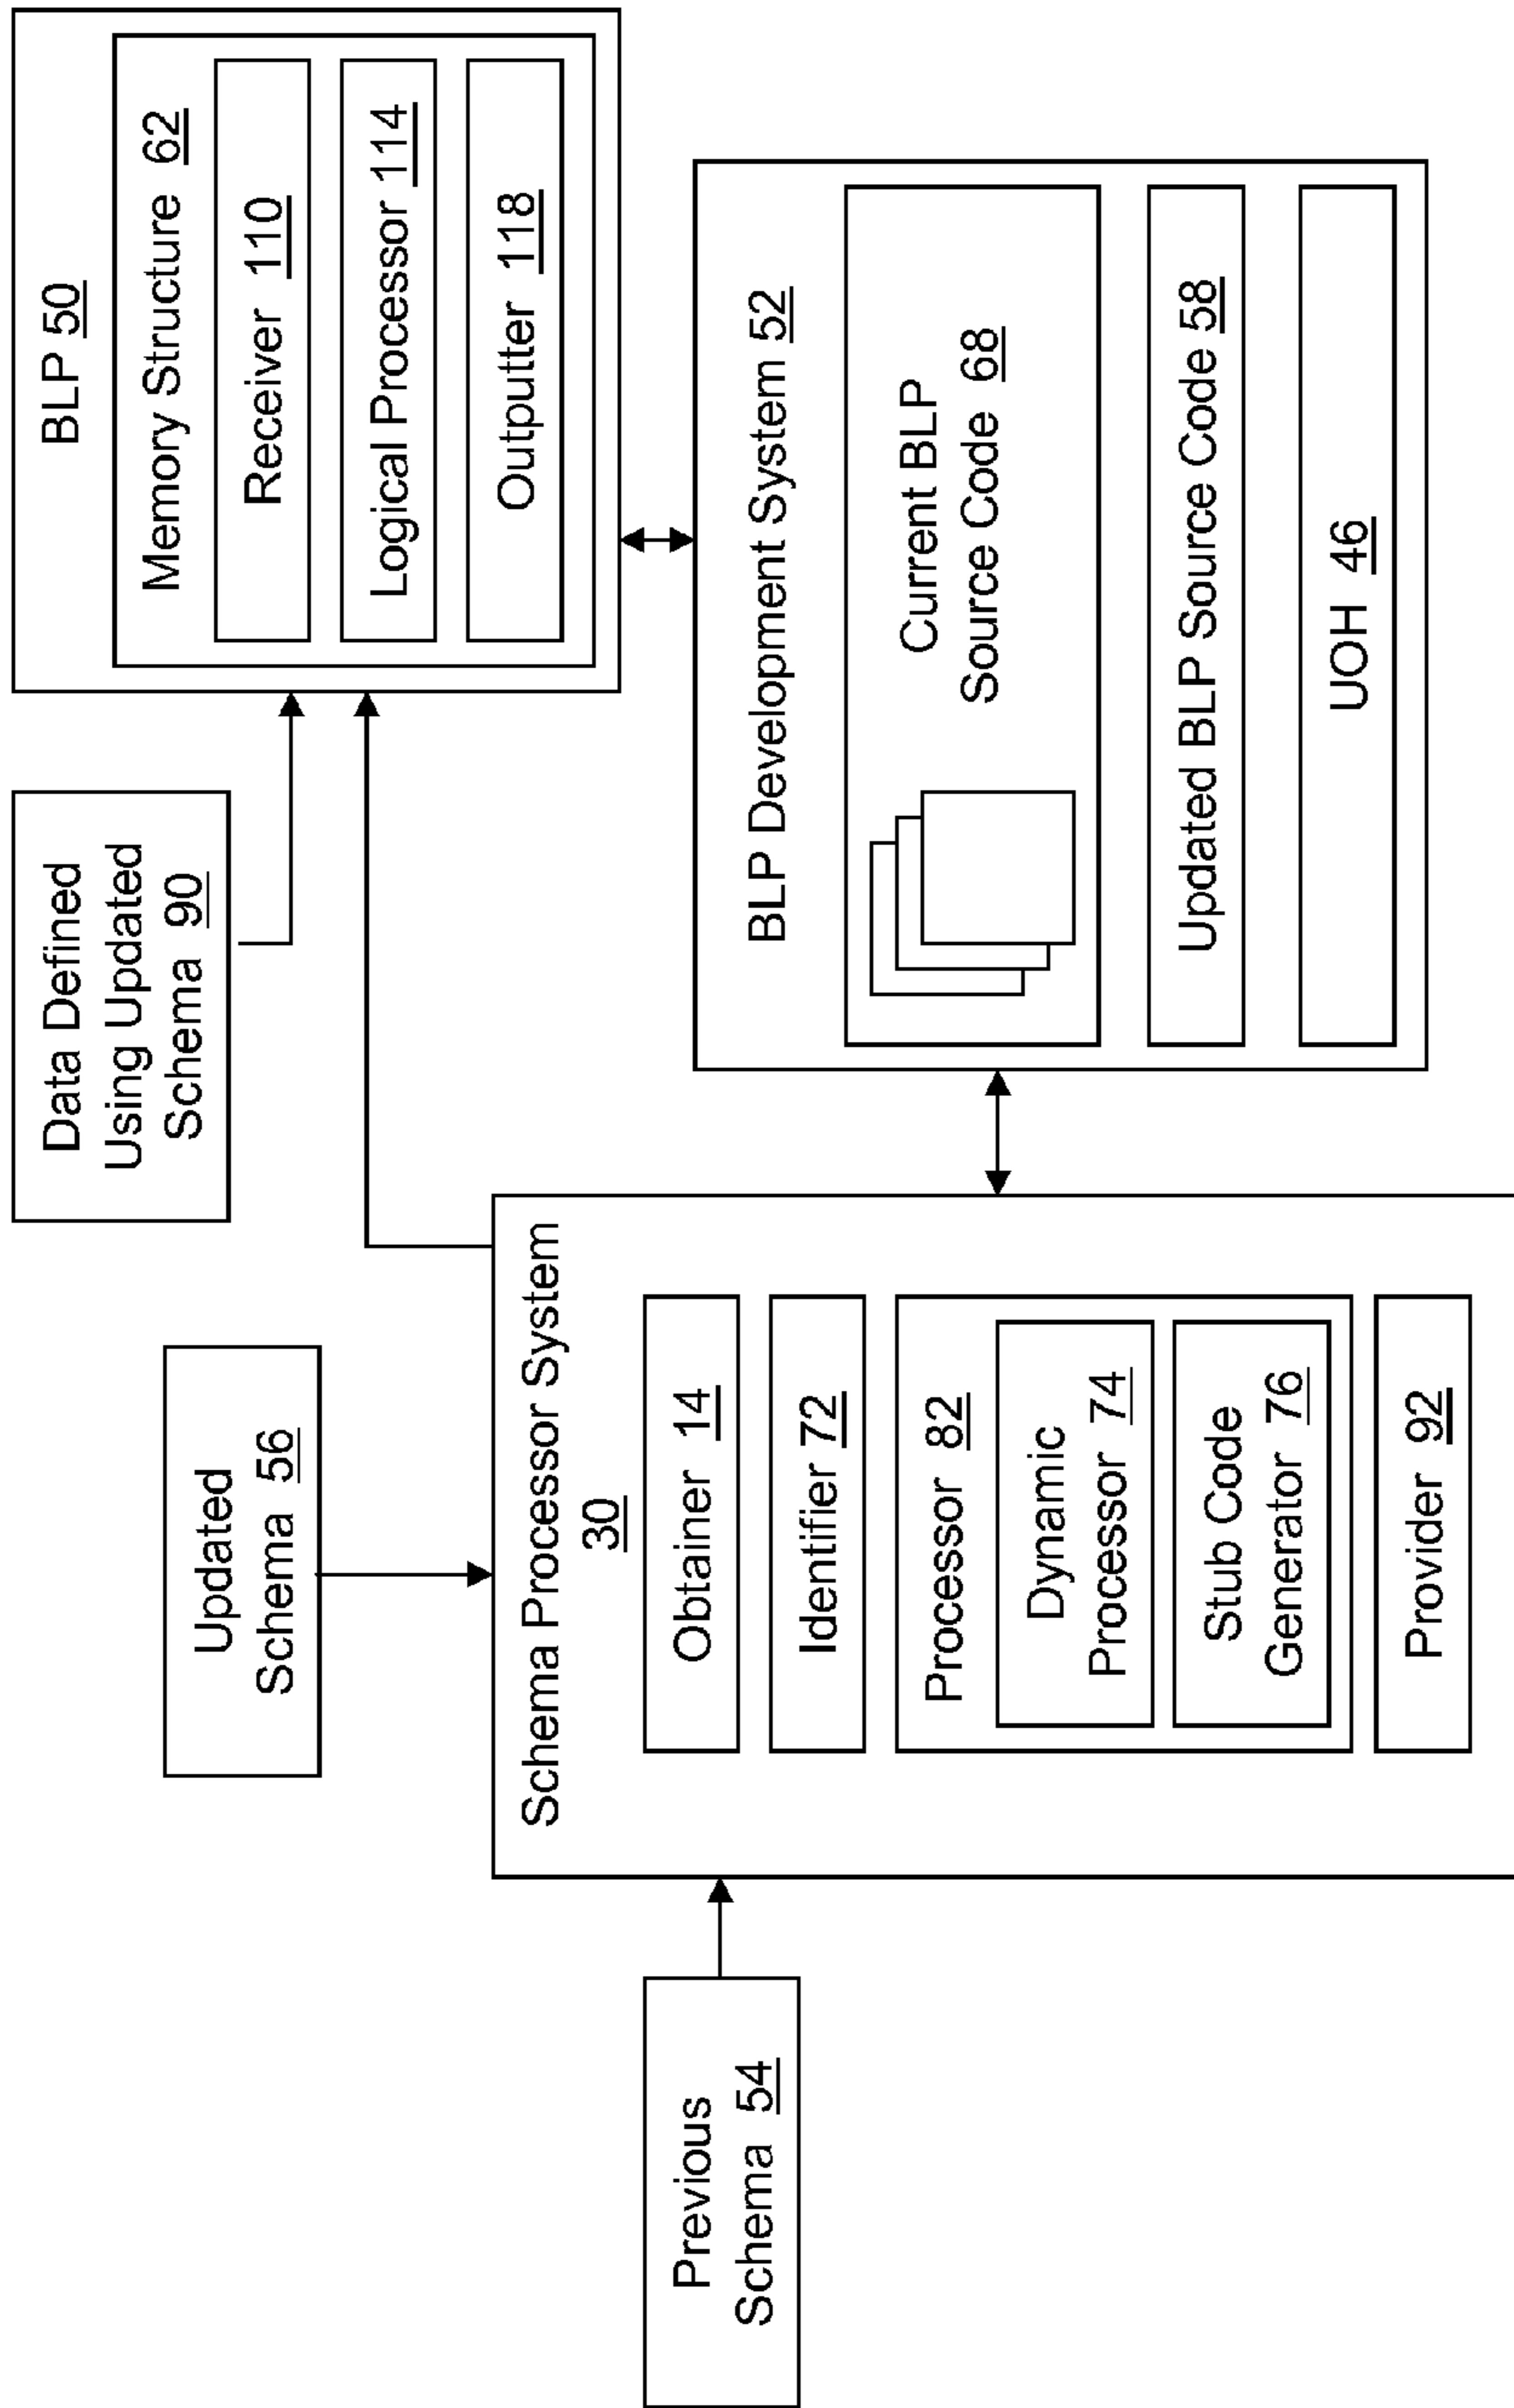 Previous
Schema 54
Updated
Schema 56
Schema Processor System
30
Obtainer 14
Identifier 72
Processor 82
Dynamic
Processor 74
Stub Code
Generator 76
Provider 92
Data Defined
Using Updated
Schema 90
BLP 50
Memory Structure 62
Receiver 110
Logical Processor 114
Outputter 118
BLP Development System 52
Current BLP
Source Code 68
Updated BLP Source Code 58
UOH 46